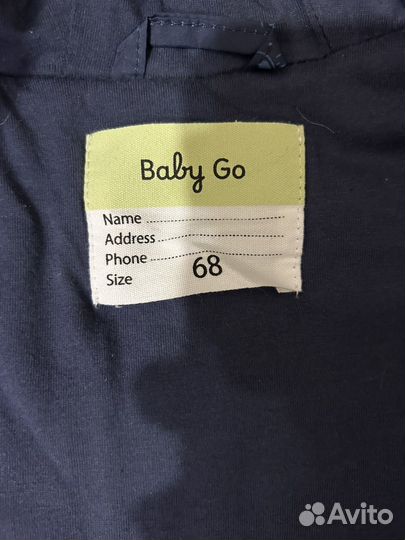 Baby Go
Name
Address
Phone
Size 68
Avito